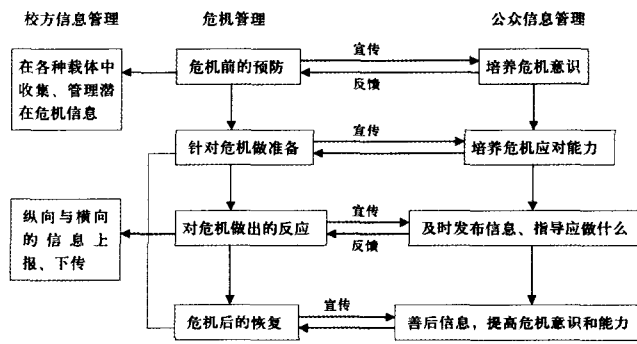 校方信息管理 危机管理 公众信息管理
在各种载体中
收集、管理潜
在危机信息
危机前的预防
宣传
反馈
培养危机意识
针对危机做准备
宣传
培养危机应对能力
纵向与横向
的信息上
报、下传
对危机做出的反应
宣传
反馈
及时发布信息、指导应做什么
危机后的恢复
宣传
善后信息，提高危机意识和能力